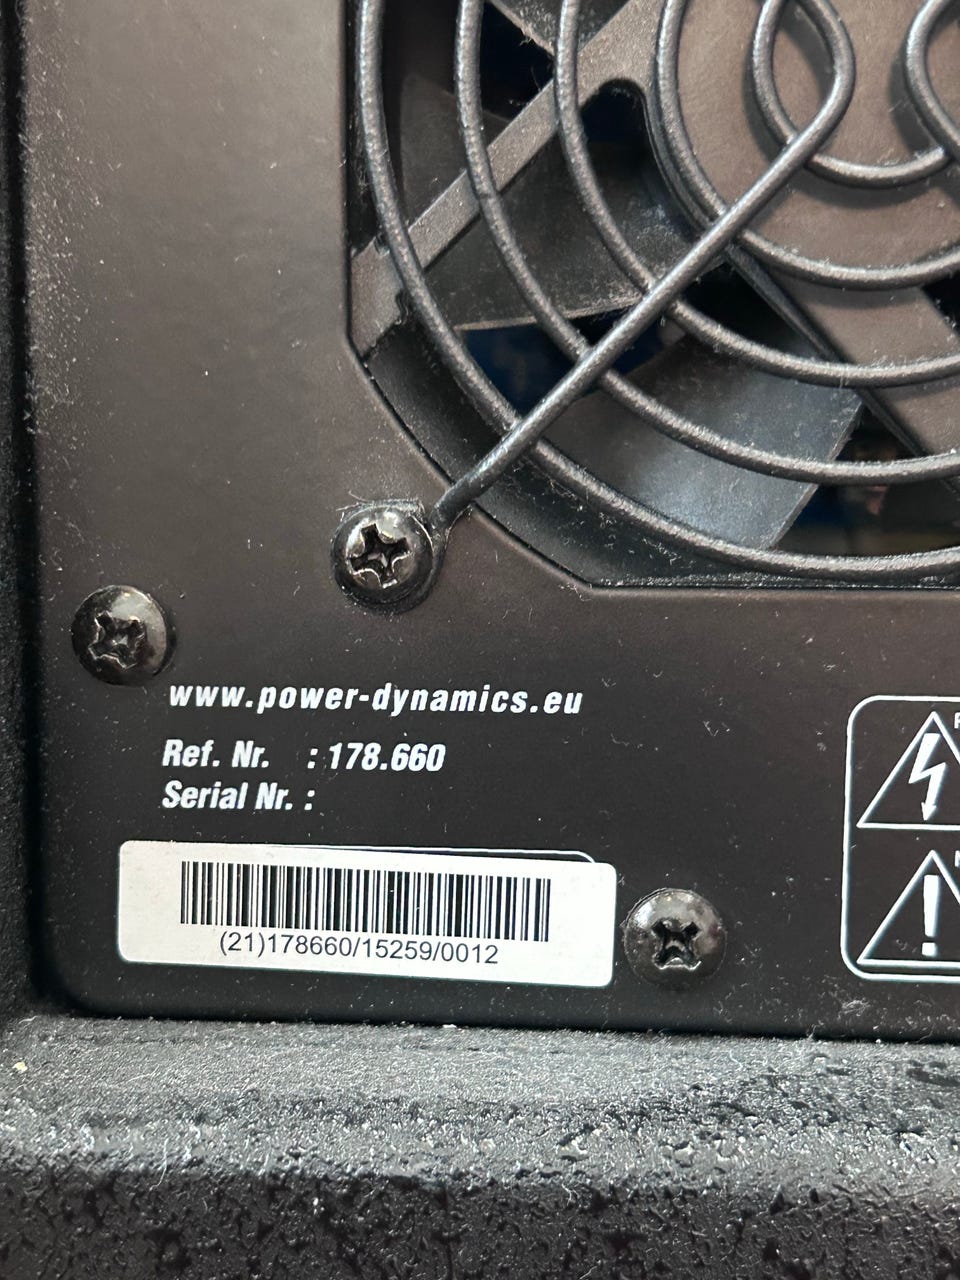 www.power-dynamics.eu
Ref. Nr. : 178.660
Serial Nr. :
(21)178660/15259/0012